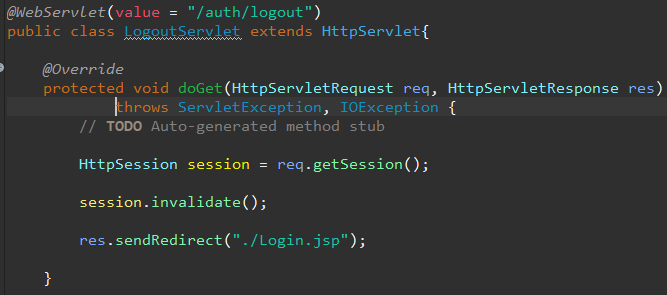 @WebServlet(value = "/auth/logout")
public class LogoutServlet extends HttpServlet{
@Override
protected void doGet(HttpServletRequest req, HttpServletResponse res)
throws ServletException, IOException {
// TODO Auto-generated method stub
HttpSession session = req.getSession();
session.invalidate();
res.sendRedirect("./Login.jsp");
}